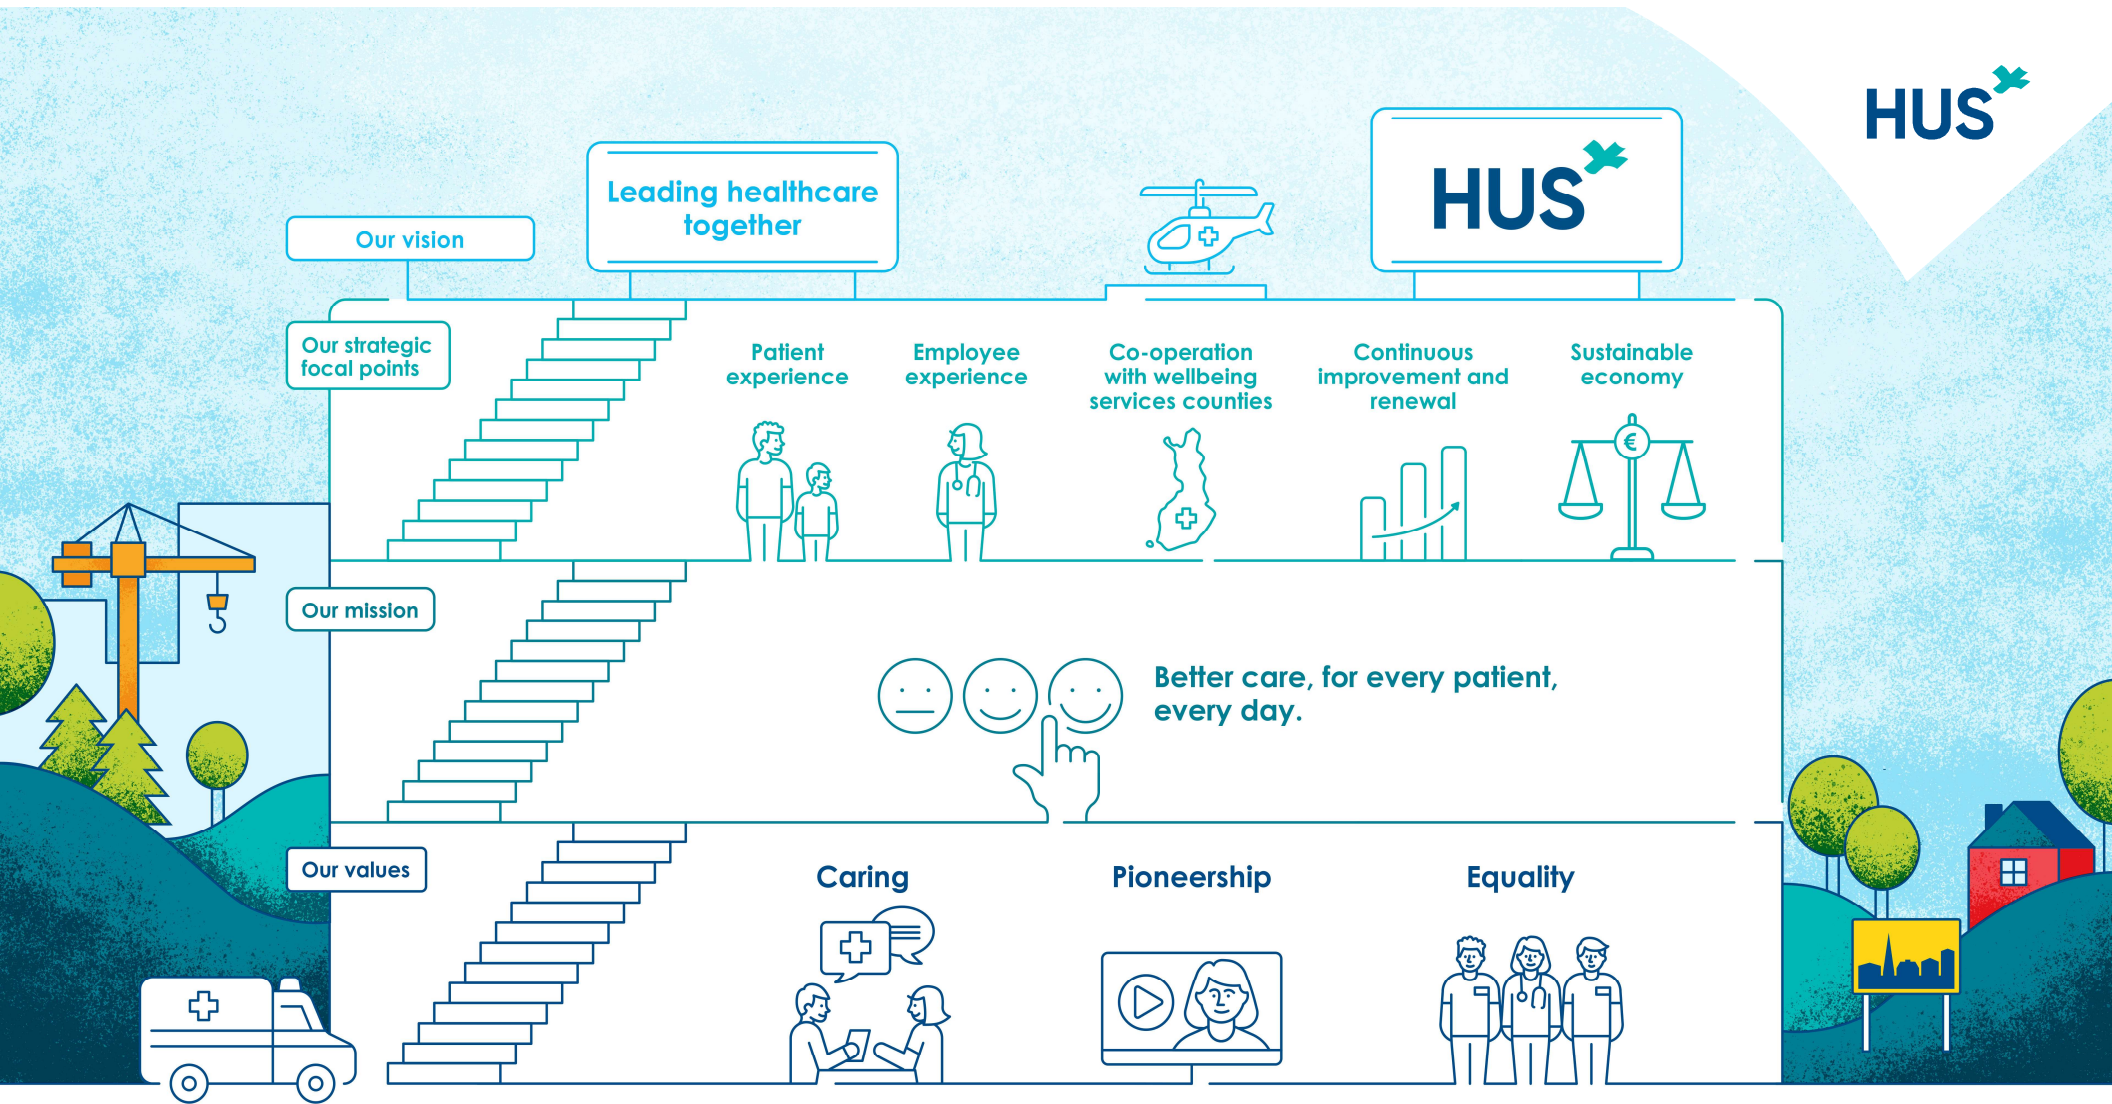 HUS
HUS
Leading healthcare
together
Our vision
Our strategic
focal points
Patient
experience
Employee
experience
Co-operation
with wellbeing
services counties
Continuous
improvement and
renewal
Sustainable
economy
€
Our mission
Better care, for every patient,
every day.
Our values
Caring
Pioneership
Equality